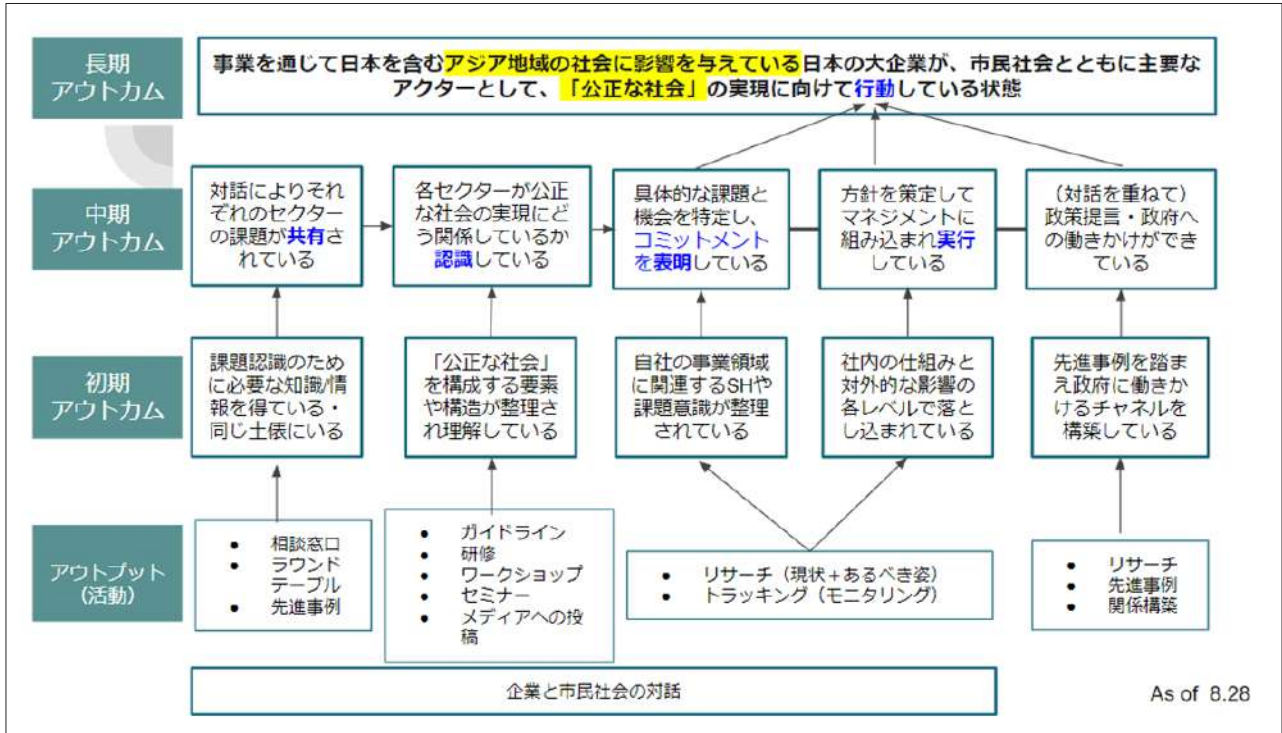 長期
アウトカム
事業を通じて日本を含むアジア地域の社会に影響を与えている日本の大企業が、市民社会とともに主要な
アクターとして、「公正な社会」の実現に向けて行動している状態
中期
アウトカム
対話によりそれ
ぞれのセクター
の課題が共有さ
れている
各セクターが公正
な社会の実現にど
う関係しているか
認識している
具体的な課題と
機会を特定し、
コミットメント
を表明している
方針を策定して
マネジメントに
組み込まれ実行
している
(対話を重ねて)
政策提言・政府へ
の働きかけができ
ている
初期
アウトカム
課題認識のため
に必要な知識/情
報を得ている・
同じ土俵にいる
「公正な社会」
を構成する要素
や構造が整理さ
れ理解している
自社の事業領域
に関連するSHや
課題意識が整理
されている
社内の仕組みと
対外的な影響の
各レベルで落と
し込まれている
先進事例を踏ま
え政府に働きか
けるチャネルを
構築している
アウトプット
(活動)
● 相談窓口
● ラウンド
テーブル
● 先進事例
● ガイドライン
● 研修
● ワークショップ
● セミナー
● メディアへの投
稿
● リサーチ(現状+あるべき姿)
● トラッキング(モニタリング)
● リサーチ
● 先進事例
● 関係構築
企業と市民社会の対話
As of 8.28